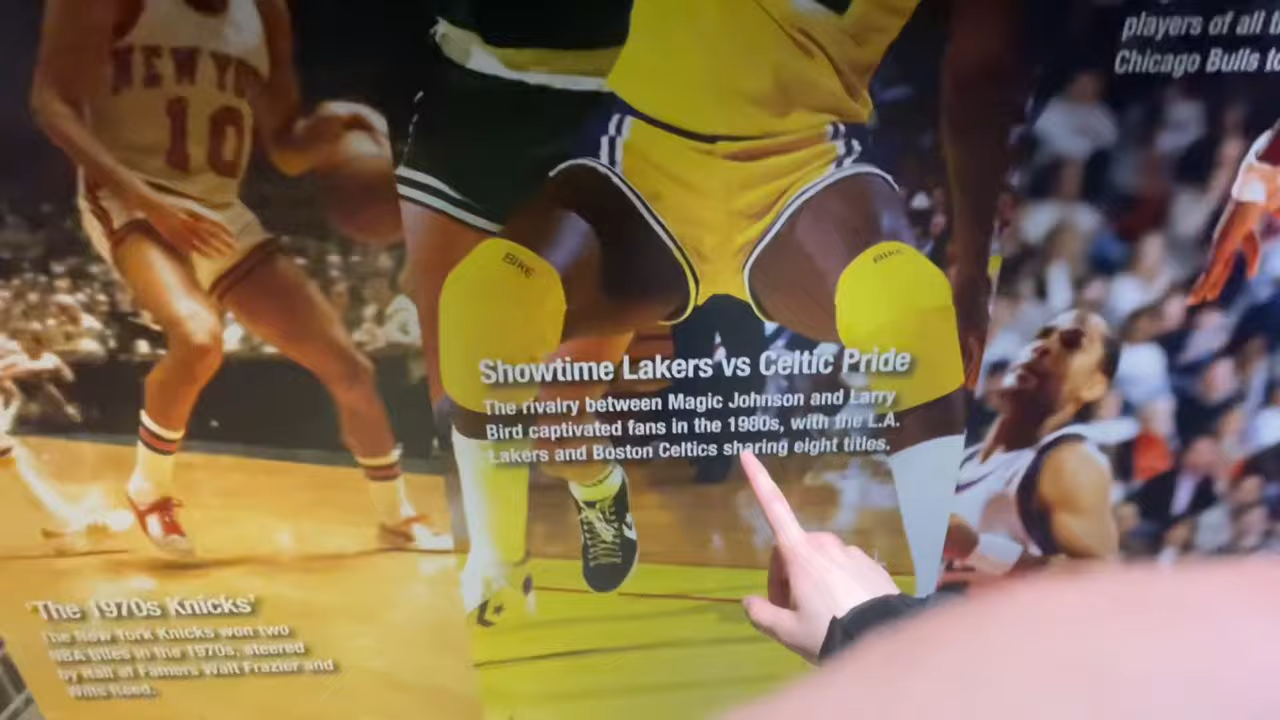 players of all
Chicago Bulls
NEW YO
10
BIKE
BIKE
Showtime Lakers vs Celtic Pride
The rivalry between Magic Johnson and Larry
Bird captivated fans in the 1980s, with the L.A.
Lakers and Boston Celtics sharing eight titles.
'The 1970s Knicks'
The New York Knicks won two
NBA titles in the 1970s, steered
by Hall of Famers Walt Frazier and
Willis Reed.